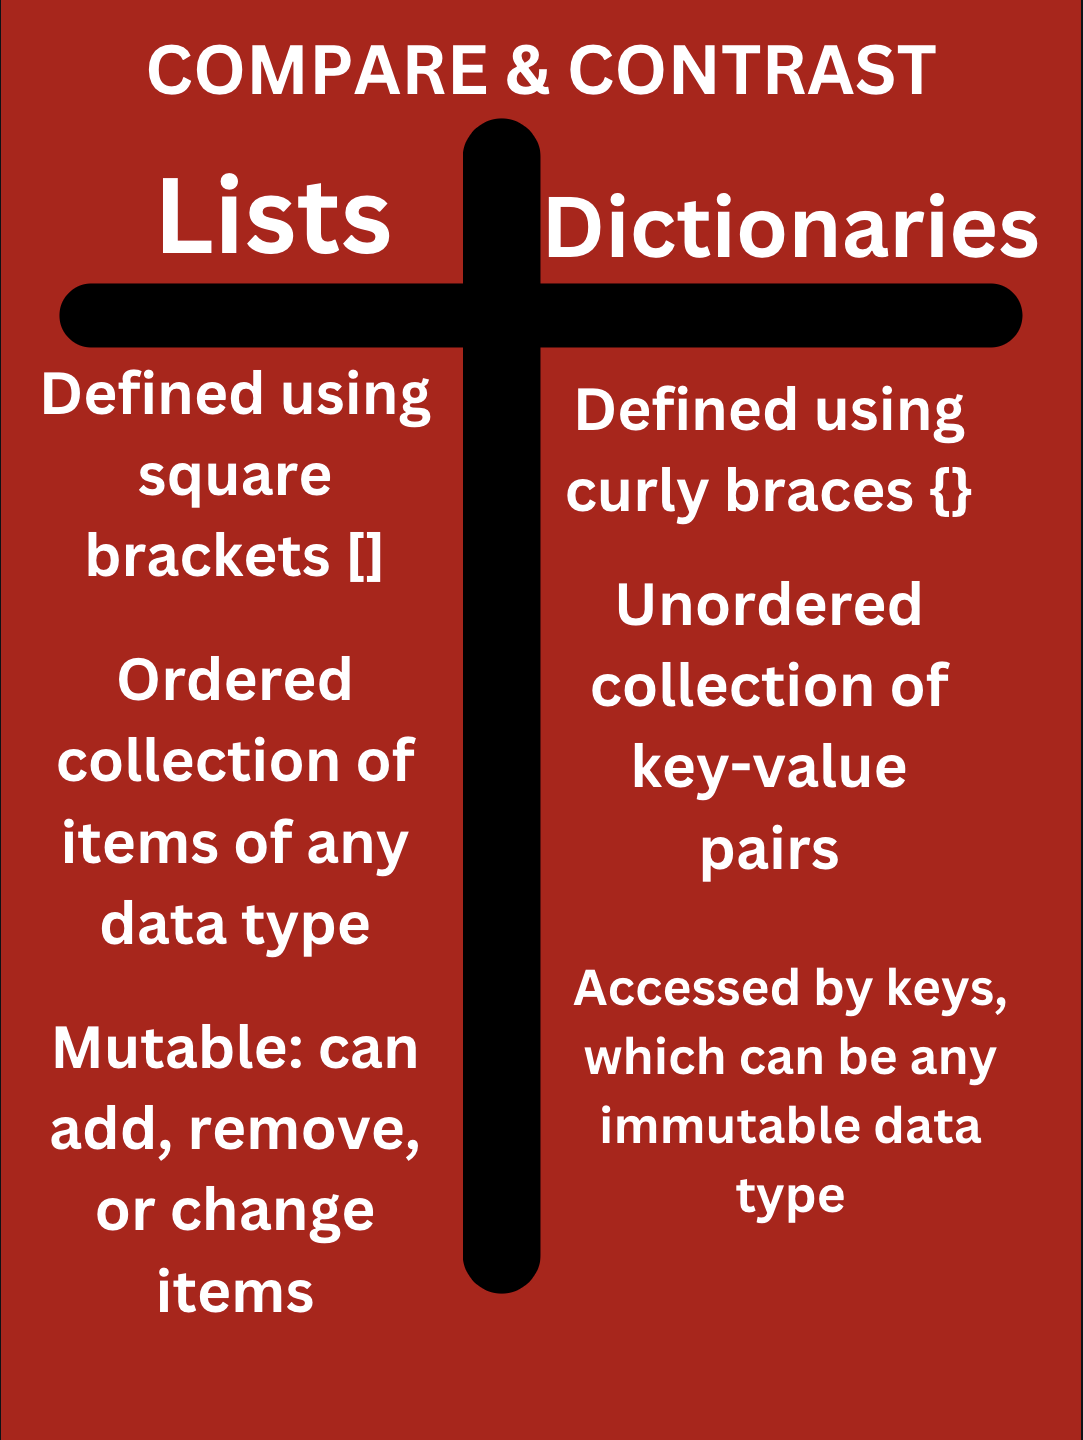 COMPARE & CONTRAST
Lists
Defined using
square
brackets []
Ordered
collection of
items of any
data type
Mutable: can
add, remove,
or change
items
Dictionaries
Defined using
curly braces {}
Unordered
collection of
key-value
pairs
Accessed by keys,
which can be any
immutable data
type